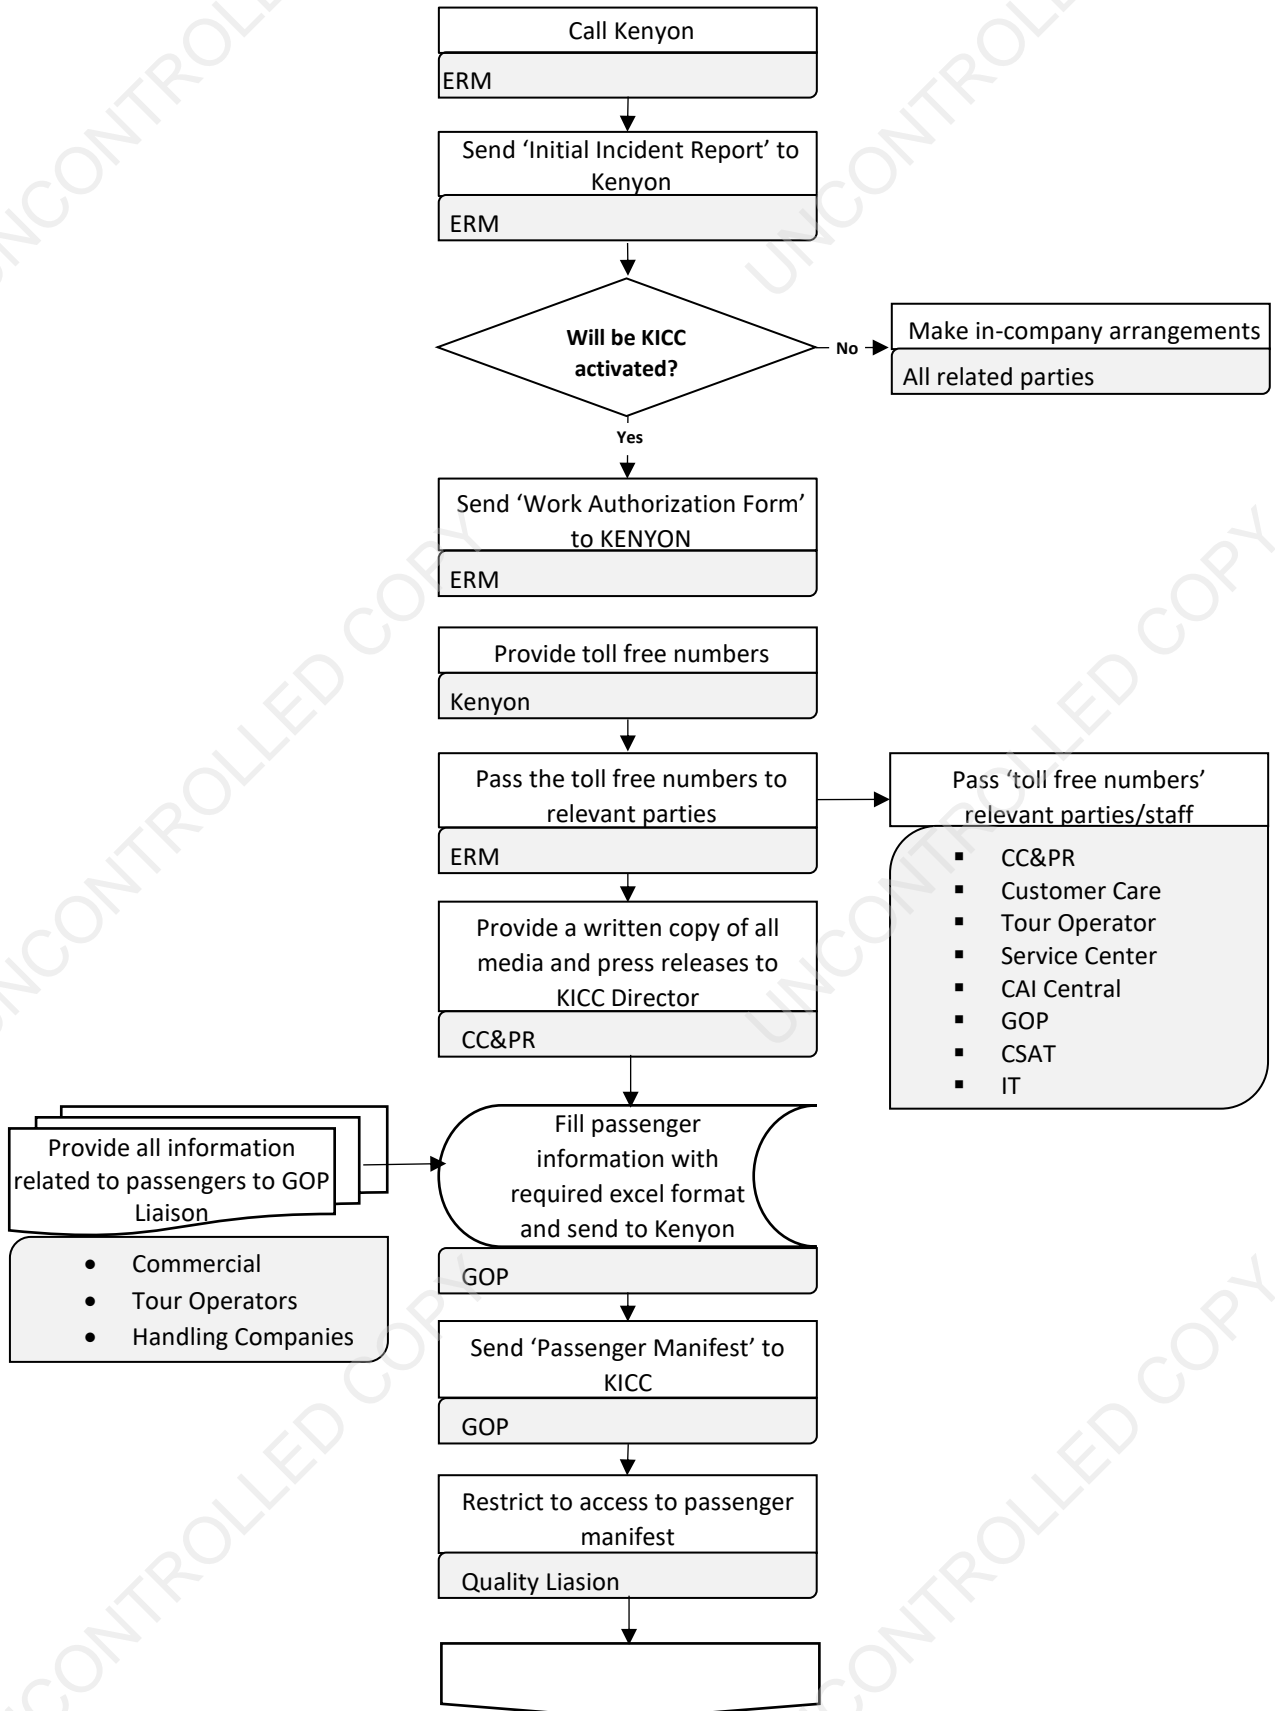 Call Kenyon
ERM
Send ‘Initial Incident Report’ to
Kenyon
ERM
Will be KICC
activated?
No
Make in-company arrangements
All related parties
Yes
Send ‘Work Authorization Form’
to KENYON
ERM
Provide toll free numbers
Kenyon
Pass the toll free numbers to
relevant parties
ERM
Pass ‘toll free numbers’
relevant parties/staff
▪ CC&PR
▪ Customer Care
▪ Tour Operator
▪ Service Center
▪ CAI Central
▪ GOP
▪ CSAT
▪ IT
Provide a written copy of all
media and press releases to
KICC Director
CC&PR
Provide all information
related to passengers to GOP
Liaison
• Commercial
• Tour Operators
• Handling Companies
Fill passenger
information with
required excel format
and send to Kenyon
GOP
Send ‘Passenger Manifest’ to
KICC
GOP
Restrict to access to passenger
manifest
Quality Liasion
UNCONTROLLED COPY
UNCONTROLLED COPY
UNCONTROLLED COPY
UNCONTROLLED COPY
UNCONTROLLED COPY
UNCONTROLLED COPY